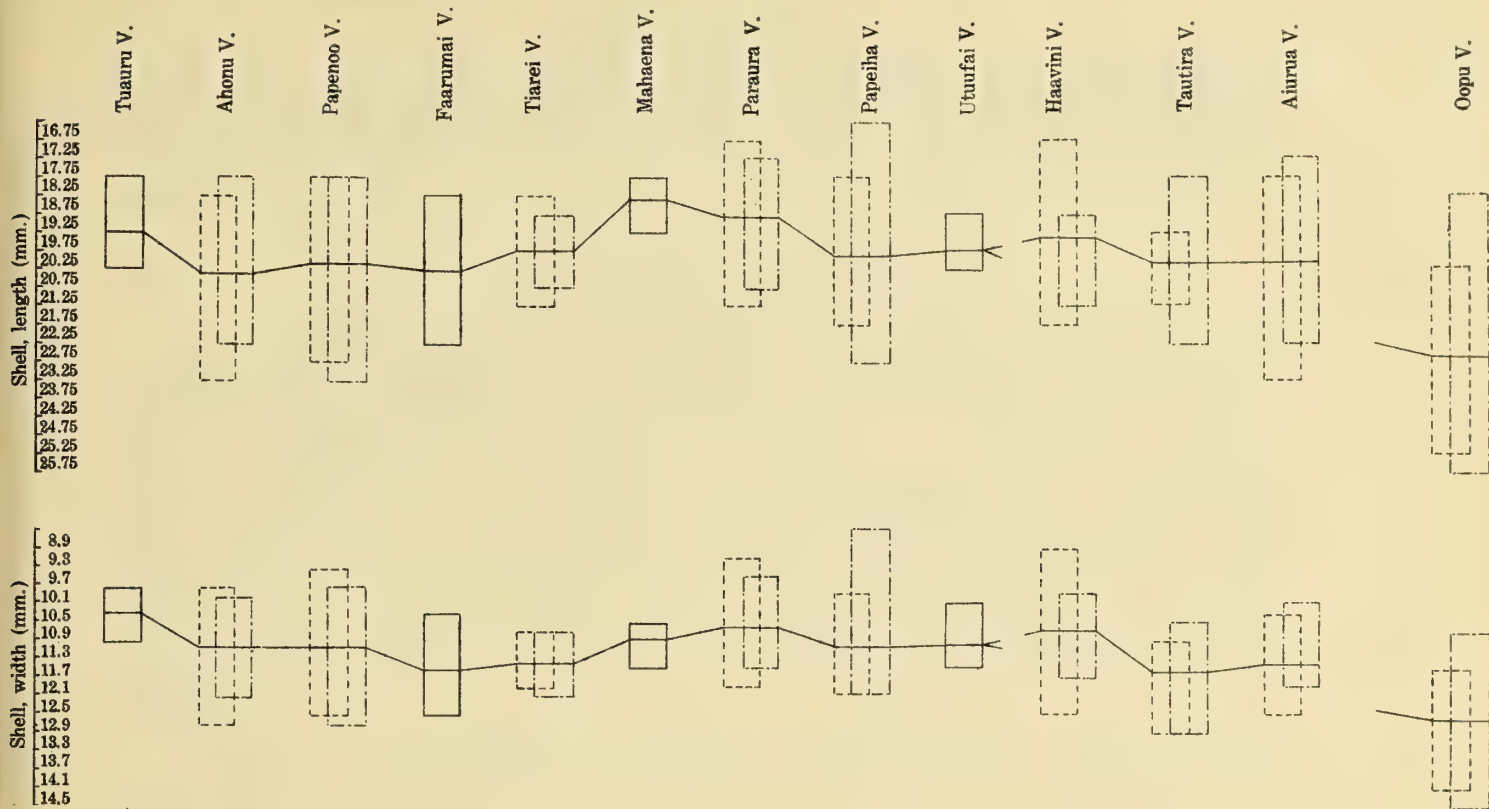 Tuauru V.
Ahonu V.
Papenoo V.
Faarumai V.
Tiarei V.
Mahaena V.
Paraura V.
Papeiha V.
Utuufai V.
Haavini V.
Tautira V.
Aiurua V.
Oopu V.
Shell, length (mm.)
16.75
17.25
17.75
18.25
18.75
19.25
19.75
20.25
20.75
21.25
21.75
22.25
22.75
23.25
23.75
24.25
24.75
25.25
25.75
Shell, width (mm.)
8.9
9.3
9.7
10.1
10.5
10.9
11.3
11.7
12.1
12.5
12.9
13.3
13.7
14.1
14.5